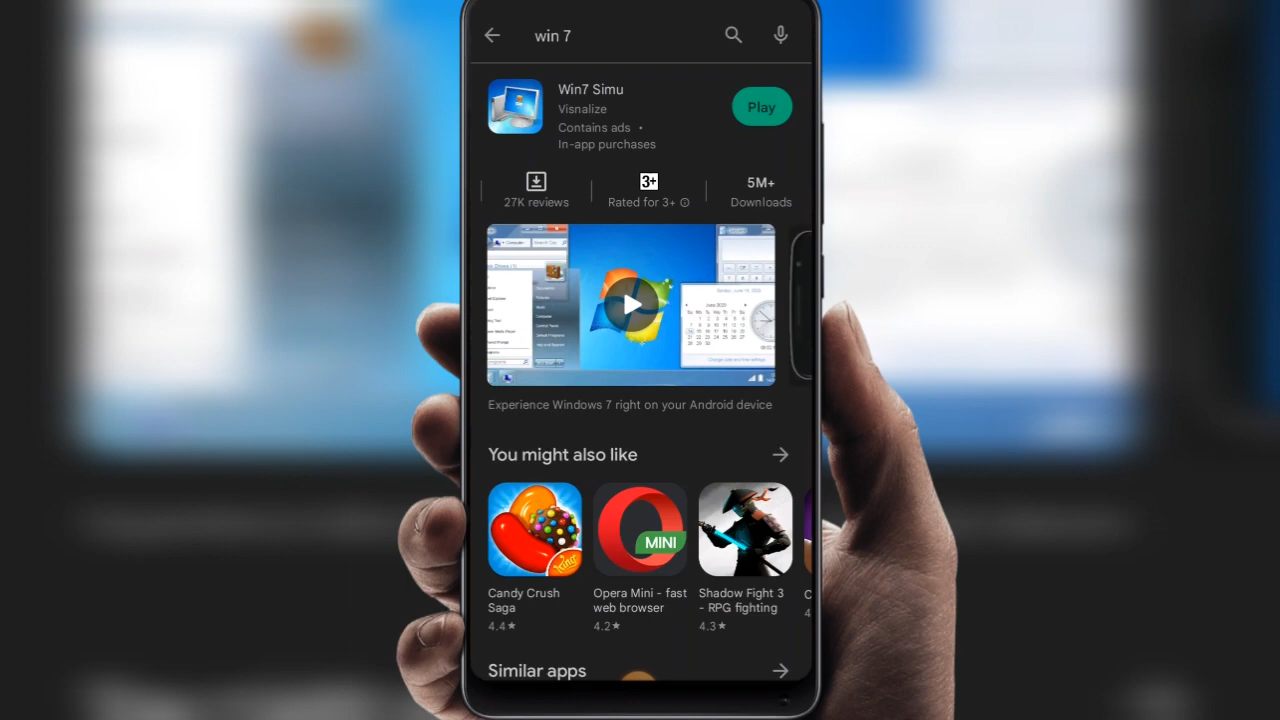 win 7
Win7 Simu
Visnalize
Contains ads •
In-app purchases
Play
27K reviews
3+
Rated for 3+
5M+
Downloads
Experience Windows 7 right on your Android device
You might also like
MINI
King
Candy Crush
Saga
4.4★
Opera Mini - fast
web browser
4.2★
Shadow Fight 3
- RPG fighting
4.3★
C
4
Similar apps